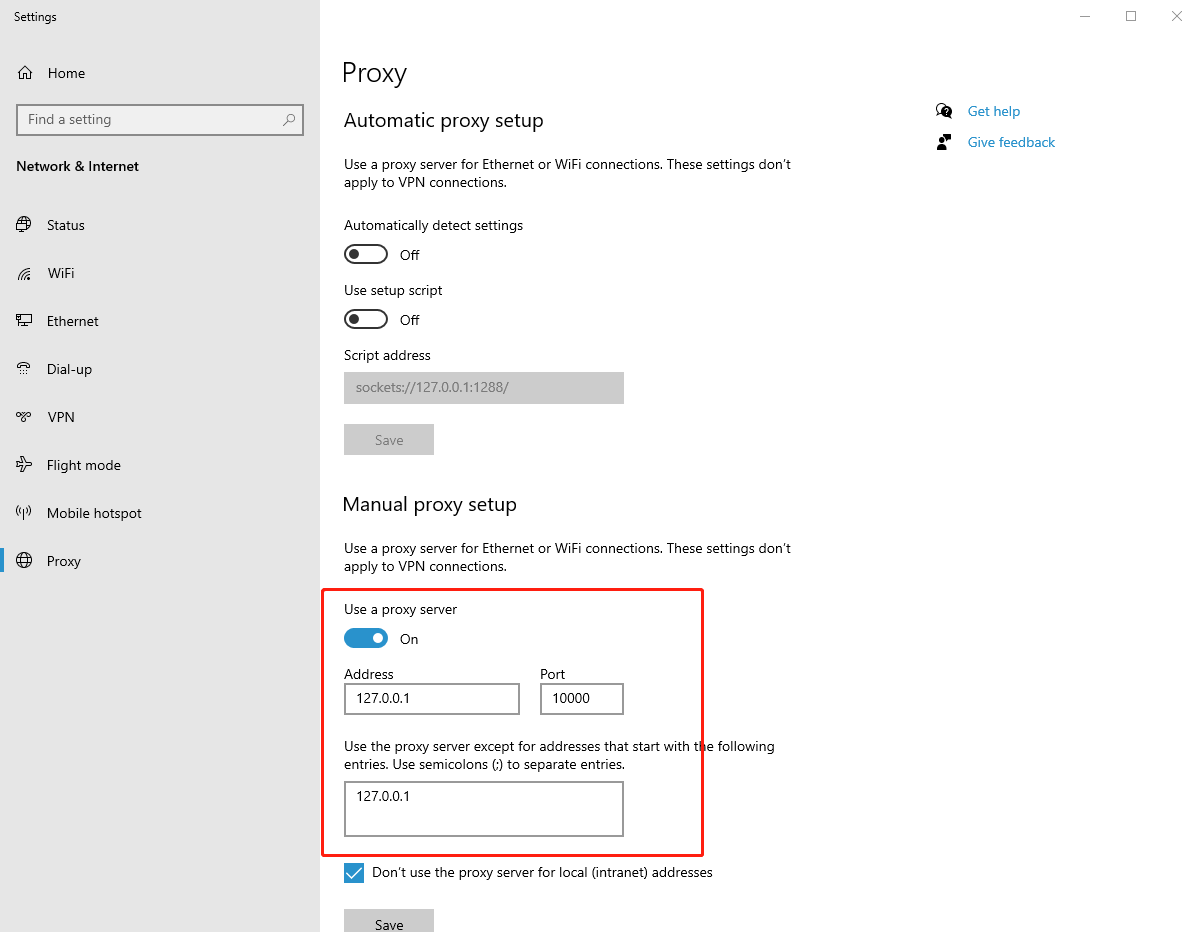 Settings
Home
Find a setting
Network & Internet
Status
WiFi
Ethernet
Dial-up
VPN
Flight mode
Mobile hotspot
Proxy
Proxy
Automatic proxy setup
Use a proxy server for Ethernet or WiFi connections. These settings don't
apply to VPN connections.
Automatically detect settings
Off
Use setup script
Off
Script address
sockets://127.0.0.1:1288/
Save
Manual proxy setup
Use a proxy server for Ethernet or WiFi connections. These settings don't
apply to VPN connections.
Use a proxy server
On
Address Port
127.0.0.1 10000
Use the proxy server except for addresses that start with the following
entries. Use semicolons (;) to separate entries.
127.0.0.1
Don't use the proxy server for local (intranet) addresses
Save
Get help
Give feedback